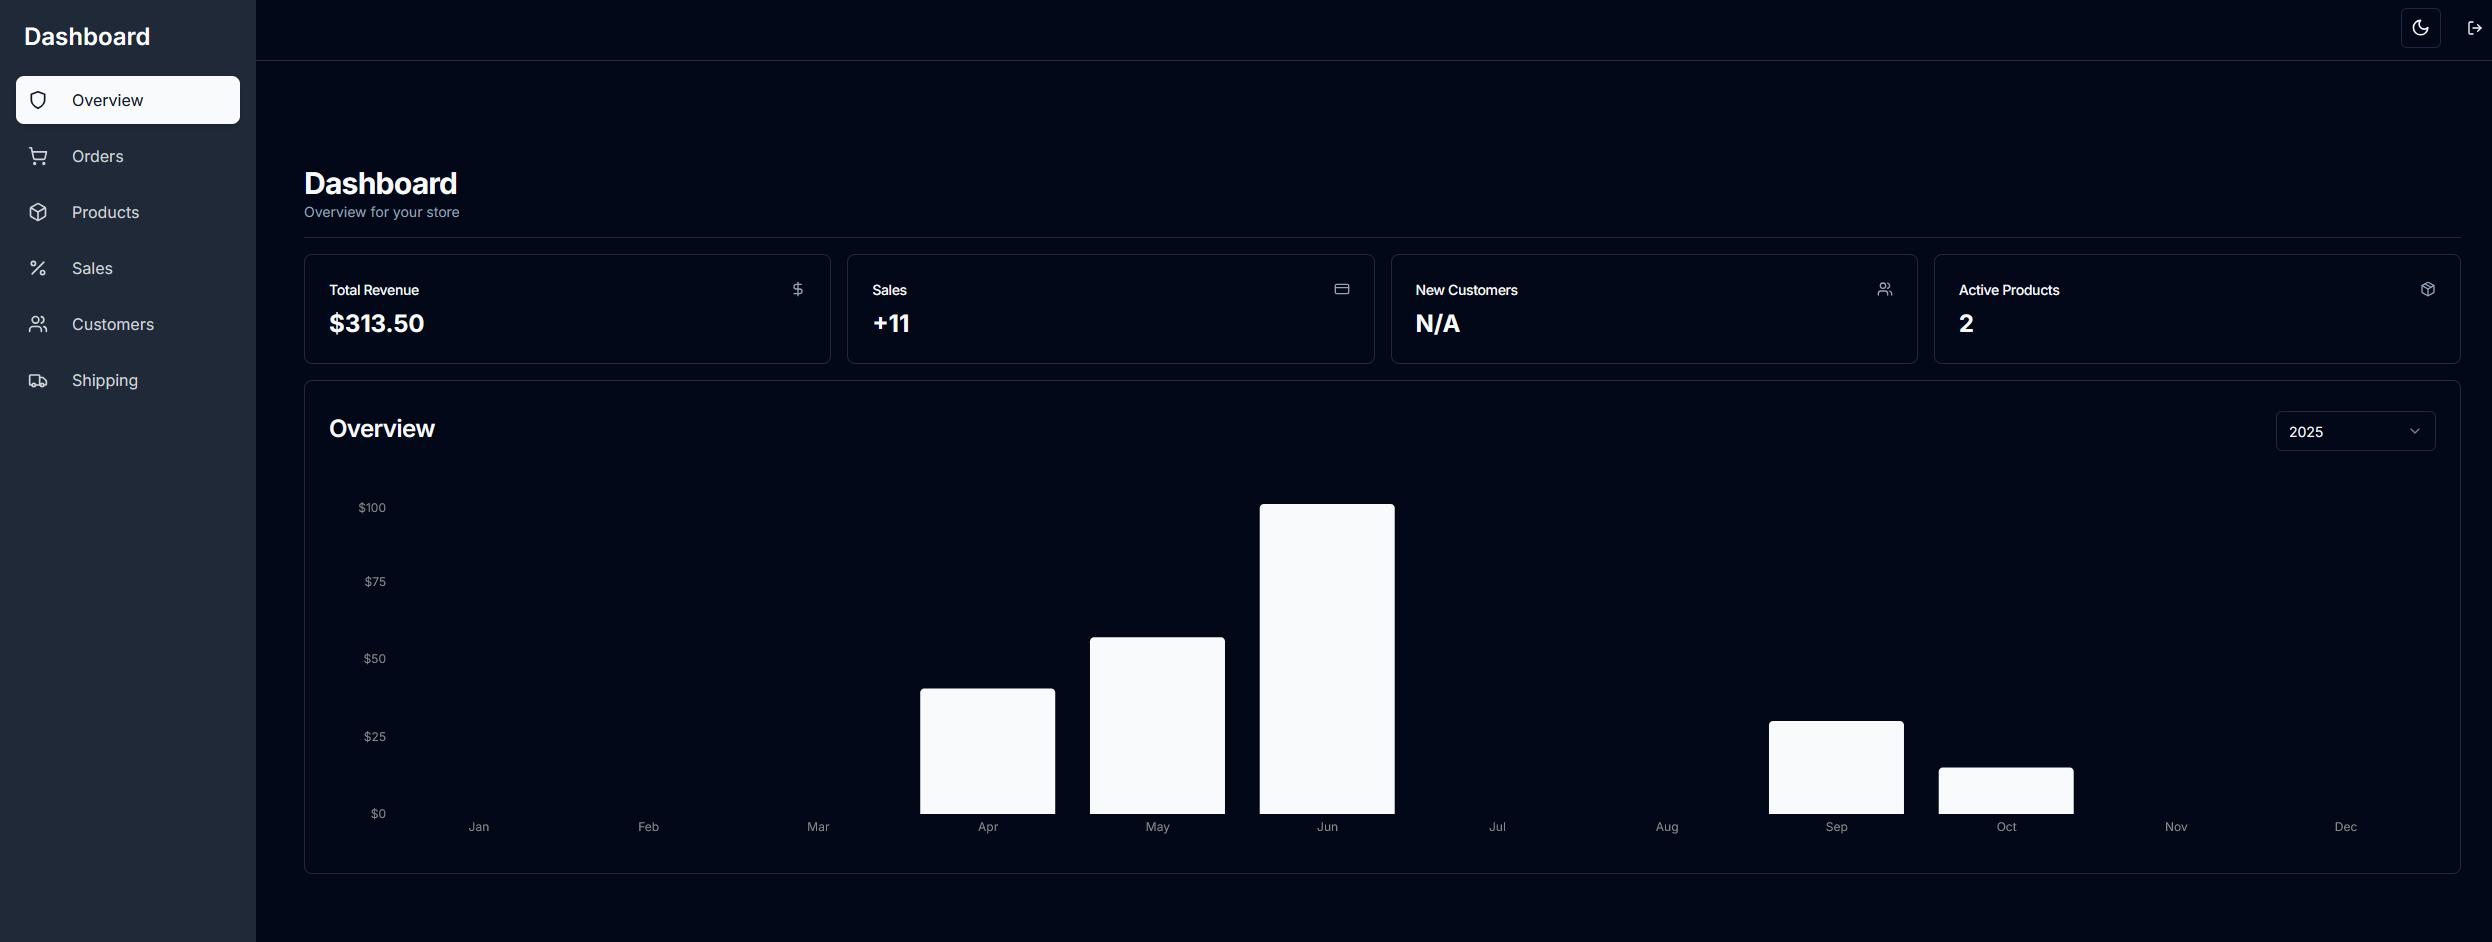 Dashboard
Overview
Orders
Products
Sales
Customers
Shipping
Dashboard
Overview for your store
Total Revenue
$313.50
Sales
+11
New Customers
N/A
Active Products
2
Overview
2025
$100
$75
$50
$25
$0
Jan Feb Mar Apr May Jun Jul Aug Sep Oct Nov Dec